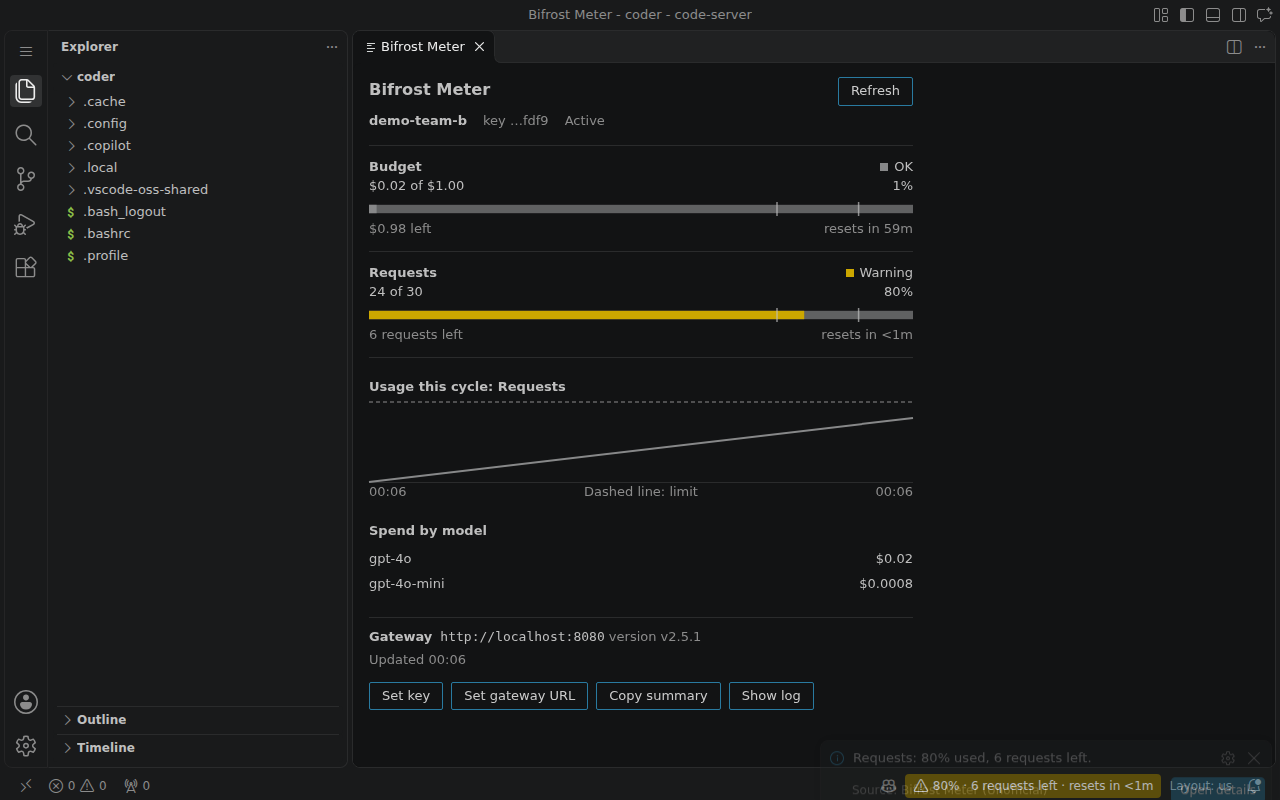 Bifrost Meter - coder - code-server
Explorer
coder
.cache
.config
.copilot
.local
.vscode-oss-shared
$ .bash_logout
$ .bashrc
$ .profile
Outline
Timeline
Bifrost Meter
Bifrost Meter
Refresh
demo-team-b key …fdf9 Active
Budget OK
$0.02 of $1.00 1%
$0.98 left resets in 59m
Requests Warning
24 of 30 80%
6 requests left resets in <1m
Usage this cycle: Requests
00:06 Dashed line: limit 00:06
Spend by model
gpt-4o $0.02
gpt-4o-mini $0.0008
Gateway http://localhost:8080 version v2.5.1
Updated 00:06
Set key Set gateway URL Copy summary Show log
Requests: 80% used, 6 requests left.
0 0 0 80% · 6 requests left · resets in <1m Layout: us
Open details